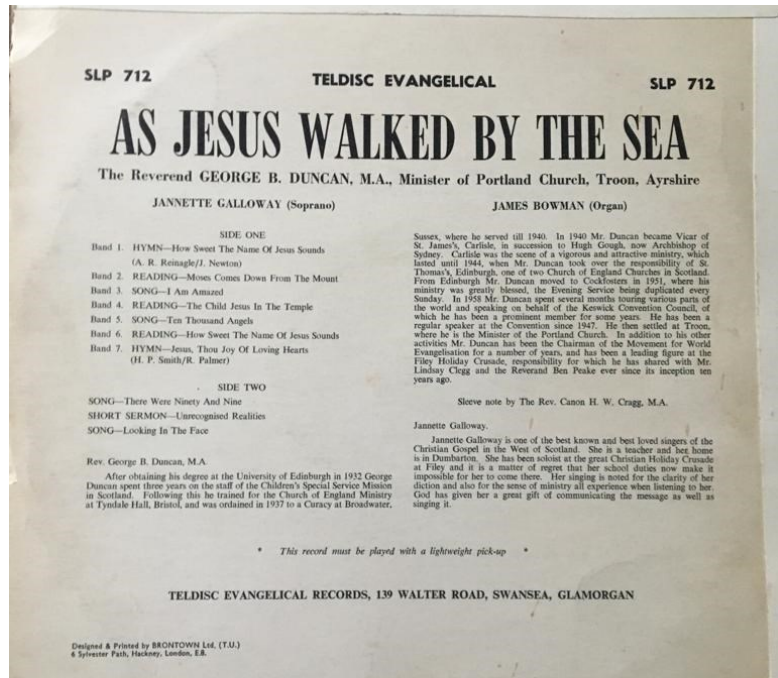 SLP 712
TELDISC EVANGELICAL
SLP 712
AS JESUS WALKED BY THE SEA
The Reverend GEORGE B. DUNCAN, M.A., Minister of Portland Church, Troon, Ayrshire
JANNETTE GALLOWAY (Soprano)
JAMES BOWMAN (Organ)
SIDE ONE
Band 1. HYMN—How Sweet The Name Of Jesus Sounds
(A. R. Reinagle/J. Newton)
Band 2. READING—Moses Comes Down From The Mount
Band 3. SONG—I Am Amazed
Band 4. READING—The Child Jesus In The Temple
Band 5. SONG—Ten Thousand Angels
Band 6. READING—How Sweet The Name Of Jesus Sounds
Band 7. HYMN—Jesus, Thou Joy Of Loving Hearts
(H. P. Smith/R. Palmer)
SIDE TWO
SONG—There Were Ninety And Nine
SHORT SERMON—Unrecognised Realities
SONG—Looking In The Face
Rev. George B. Duncan, M.A.
After obtaining his degree at the University of Edinburgh in 1932 George
Duncan spent three years on the staff of the Children's Special Service Mission
in Scotland. Following this he trained for the Church of England Ministry
at Tyndale Hall, Bristol, and was ordained in 1937 to a Curacy at Broadwater,
Sussex, where he served till 1940. In 1940 Mr. Duncan became Vicar of
St. James's, Carlisle, in succession to Hugh Gough, now Archbishop of
Sydney. Carlisle was the scene of a vigorous and attractive ministry, which
lasted until 1944, when Mr. Duncan took over the responsibility of St.
Thomas's, Edinburgh, one of two Church of England Churches in Scotland.
From Edinburgh Mr. Duncan moved to Cockfosters in 1951, where his
ministry was greatly blessed, the Evening Service being duplicated every
Sunday. In 1958 Mr. Duncan spent several months touring various parts of
the world and speaking on behalf of the Keswick Convention Council, of
which he has been a prominent member for some years. He has been a
regular speaker at the Convention since 1947. He then settled at Troon,
where he is the Minister of the Portland Church. In addition to his other
activities Mr. Duncan has been the Chairman of the Movement for World
Evangelisation for a number of years, and has been a leading figure at the
Filey Holiday Crusade, responsibility for which he has shared with Mr.
Lindsay Clegg and the Reverend Ben Peake ever since its inception ten
years ago.
Sleeve note by The Rev. Canon H. W. Cragg, M.A.
Jannette Galloway.
Jannette Galloway is one of the best known and best loved singers of the
Christian Gospel in the West of Scotland. She is a teacher and her home
is in Dumbarton. She has been soloist at the great Christian Holiday Crusade
at Filey and it is a matter of regret that her school duties now make it
impossible for her to come there. Her singing is noted for the clarity of her
diction and also for the sense of ministry all experience when listening to her.
God has given her a great gift of communicating the message as well as
singing it.
* This record must be played with a lightweight pick-up *
TELDISC EVANGELICAL RECORDS, 139 WALTER ROAD, SWANSEA, GLAMORGAN
Designed & Printed by BRONTOWN Ltd. (T.U.)
6 Sylvester Path, Hackney, London, E.8.